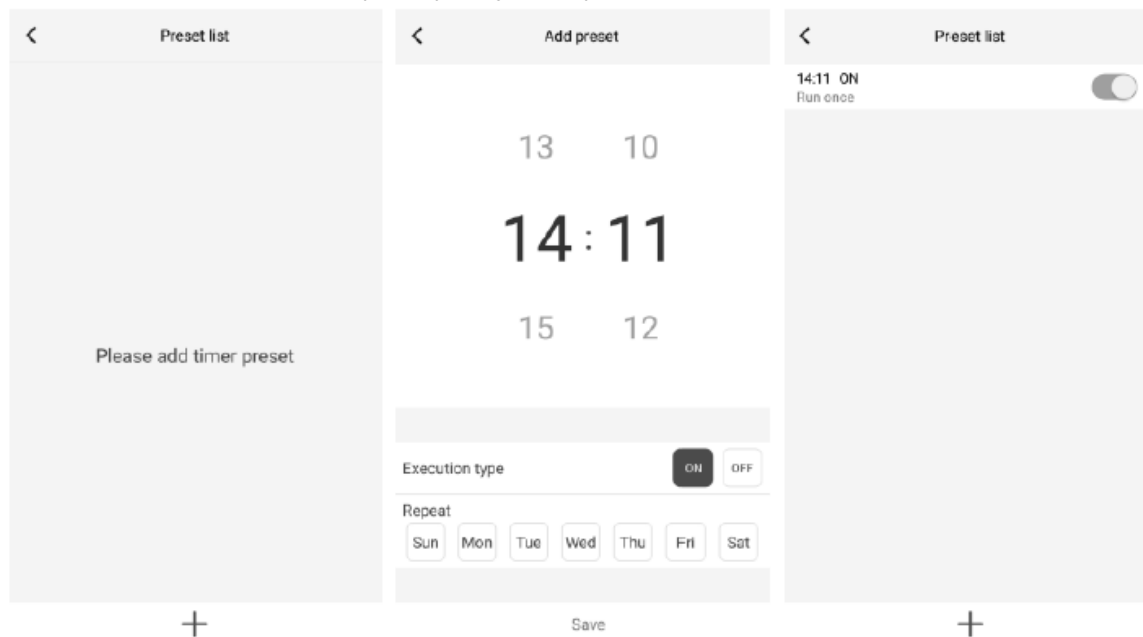 Preset list
Please add timer preset
Add preset
13 10
14 : 11
15 12
Execution type ON OFF
Repeat
Sun Mon Tue Wed Thu Fri Sat
Save
Preset list
14:11 ON
Run once